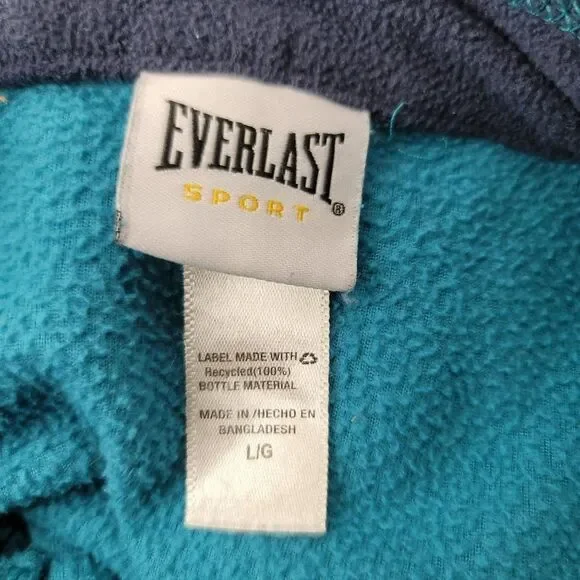 EVERLAST
SPORT ®
LABEL MADE WITH
Recycled(100%)
BOTTLE MATERIAL
MADE IN /HECHO EN
BANGLADESH
L/G